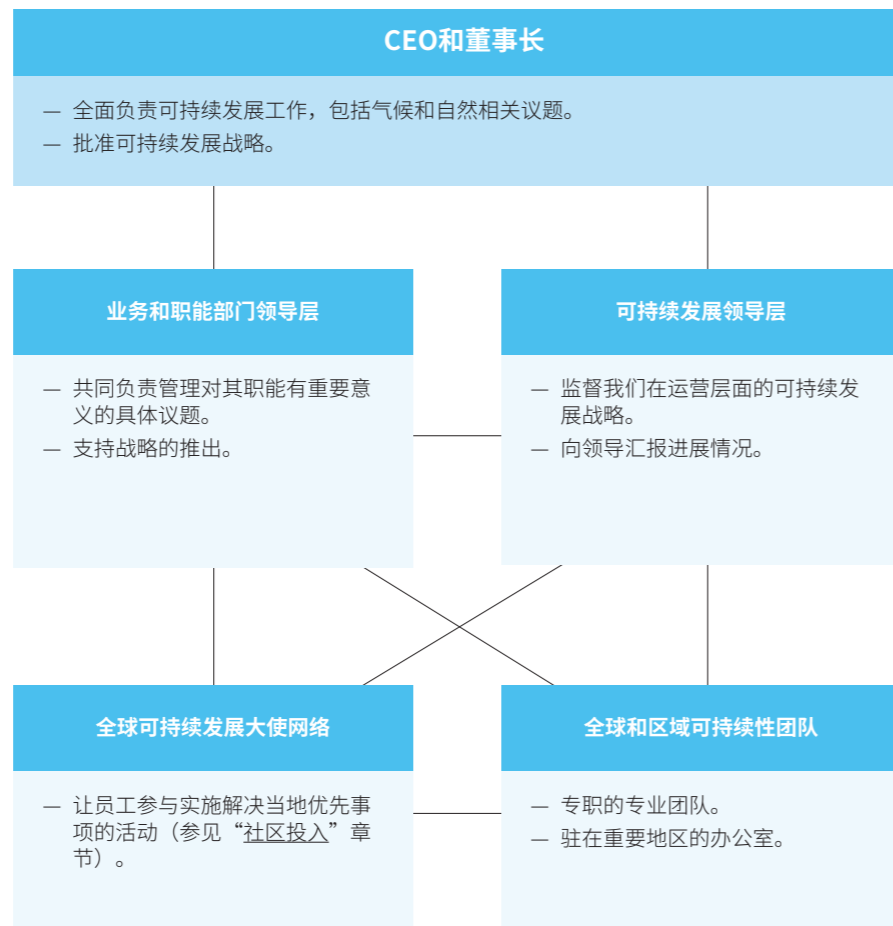 CEO和董事长
— 全面负责可持续发展工作，包括气候和自然相关议题。
— 批准可持续发展战略。
业务和职能部门领导层
— 共同负责管理对其职能有重要意
义的具体议题。
— 支持战略的推出。
可持续发展领导层
— 监督我们在运营层面的可持续发
展战略。
— 向领导汇报进展情况。
全球可持续发展大使网络
— 让员工参与实施解决当地优先事
项的活动（参见“社区投入”章
节）。
全球和区域可持续性团队
— 专职的专业团队。
— 驻在重要地区的办公室。